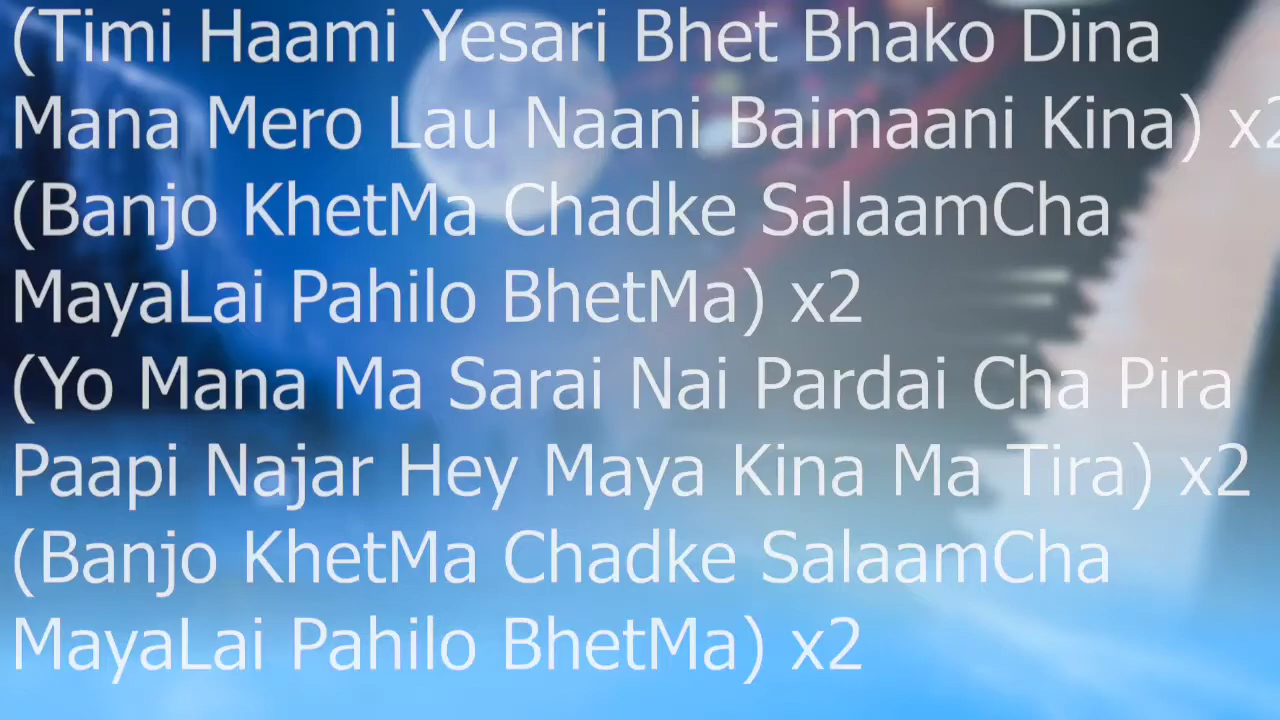 (Timi Haami Yesari Bhet Bhako Dina
Mana Mero Lau Naani Baimaani Kina) x2
(Banjo KhetMa Chadke SalaamCha
MayaLai Pahilo BhetMa) x2
(Yo Mana Ma Sarai Nai Pardai Cha Pira
Paapi Najar Hey Maya Kina Ma Tira) x2
(Banjo KhetMa Chadke SalaamCha
MayaLai Pahilo BhetMa) x2